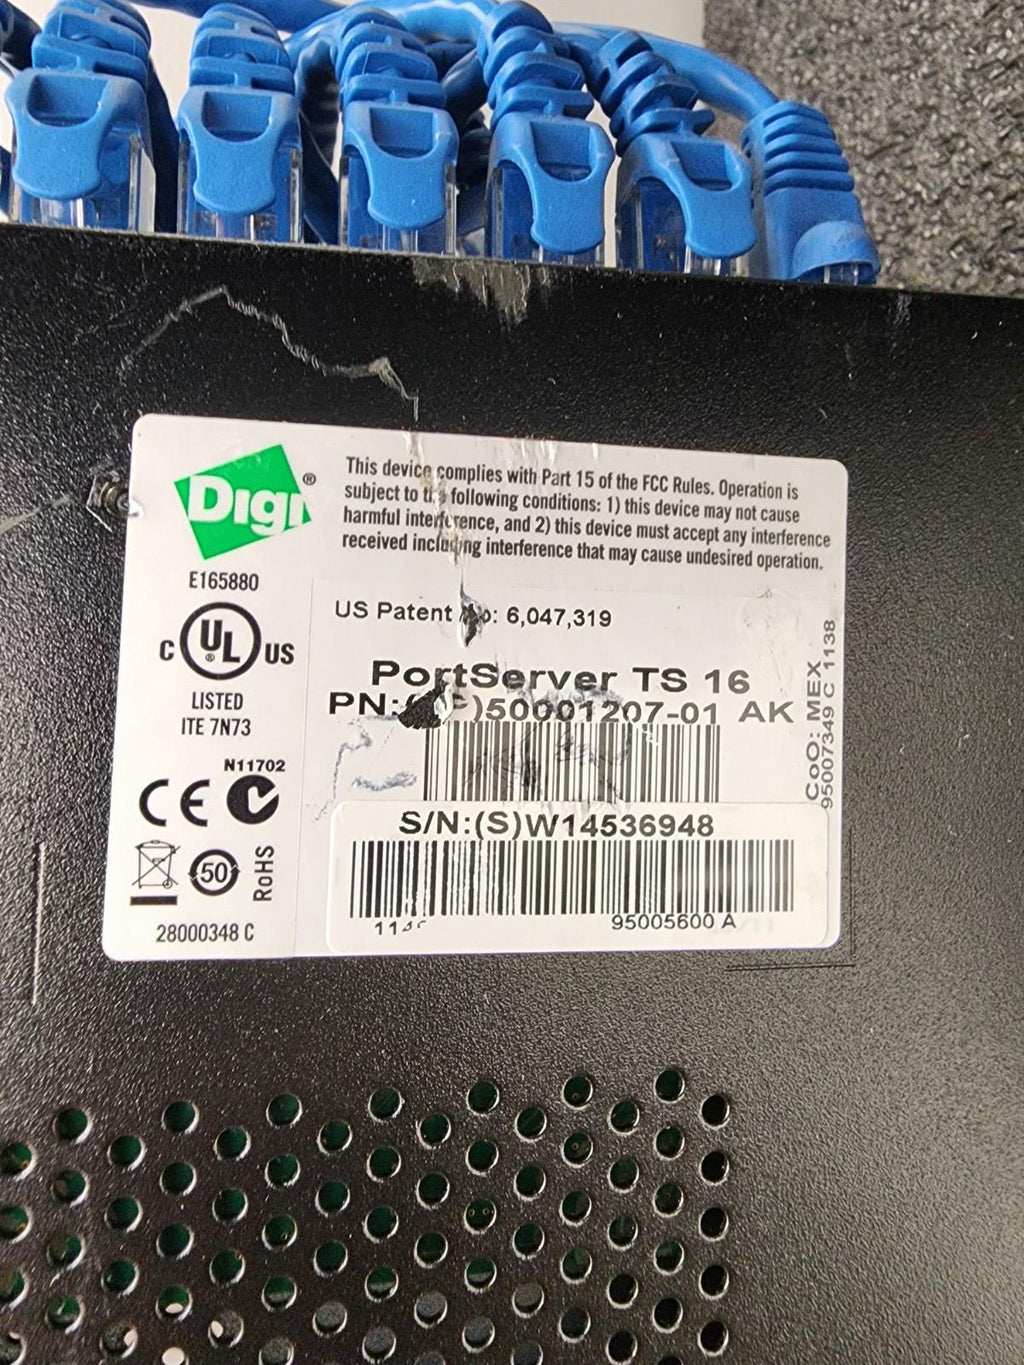 Digi®
This device complies with Part 15 of the FCC Rules. Operation is
subject to the following conditions: 1) this device may not cause
harmful interference, and 2) this device must accept any interference
received including interference that may cause undesired operation.
E165880
C UL® US
LISTED
ITE 7N73
N11702
CE
50
RoHS
28000348 C
US Patent No: 6,047,319
PortServer TS 16
PN: )50001207-01 AK
S/N:(S)W14536948
95005600 A
CoO: MEX
95007349 C 1138